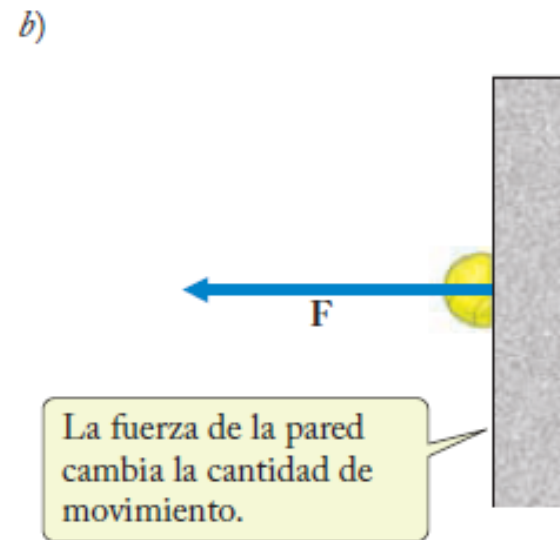 b)
F
La fuerza de la pared
cambia la cantidad de
movimiento.